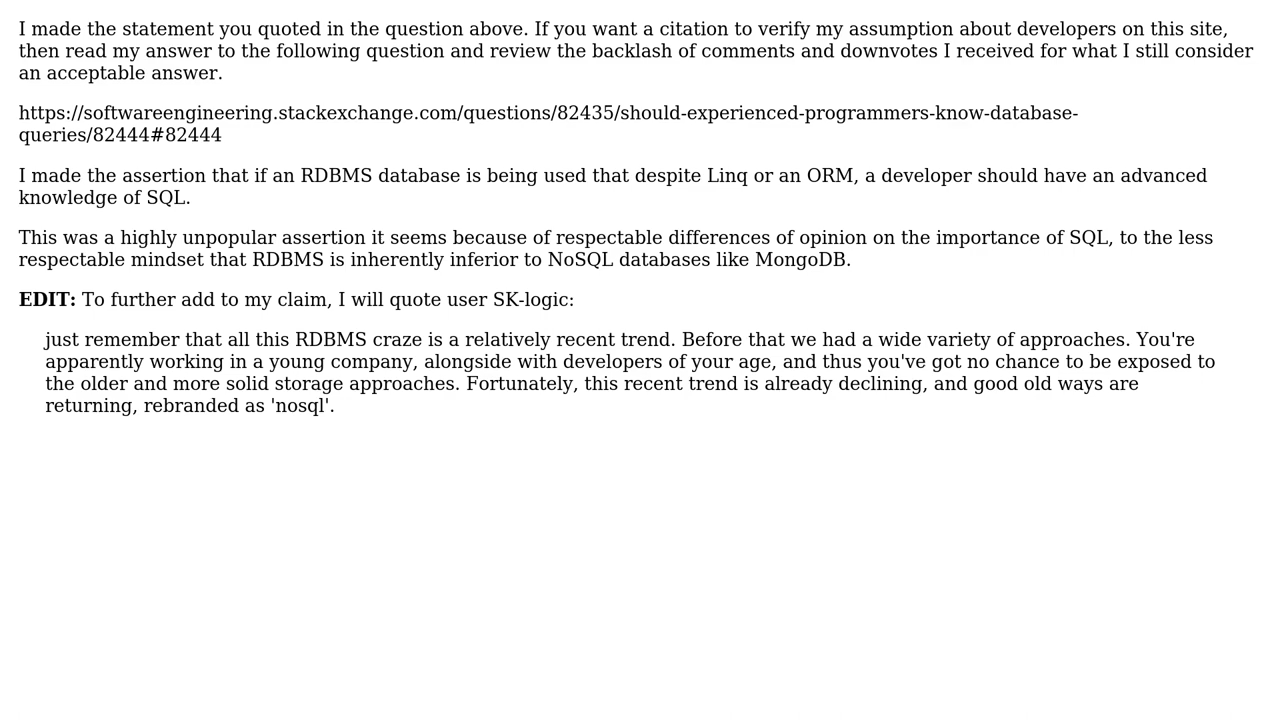 I made the statement you quoted in the question above. If you want a citation to verify my assumption about developers on this site,
then read my answer to the following question and review the backlash of comments and downvotes I received for what I still consider
an acceptable answer.
https://softwareengineering.stackexchange.com/questions/82435/should-experienced-programmers-know-database-
queries/82444#82444
I made the assertion that if an RDBMS database is being used that despite Linq or an ORM, a developer should have an advanced
knowledge of SQL.
This was a highly unpopular assertion it seems because of respectable differences of opinion on the importance of SQL, to the less
respectable mindset that RDBMS is inherently inferior to NoSQL databases like MongoDB.
EDIT: To further add to my claim, I will quote user SK-logic:
just remember that all this RDBMS craze is a relatively recent trend. Before that we had a wide variety of approaches. You're
apparently working in a young company, alongside with developers of your age, and thus you've got no chance to be exposed to
the older and more solid storage approaches. Fortunately, this recent trend is already declining, and good old ways are
returning, rebranded as 'nosql'.